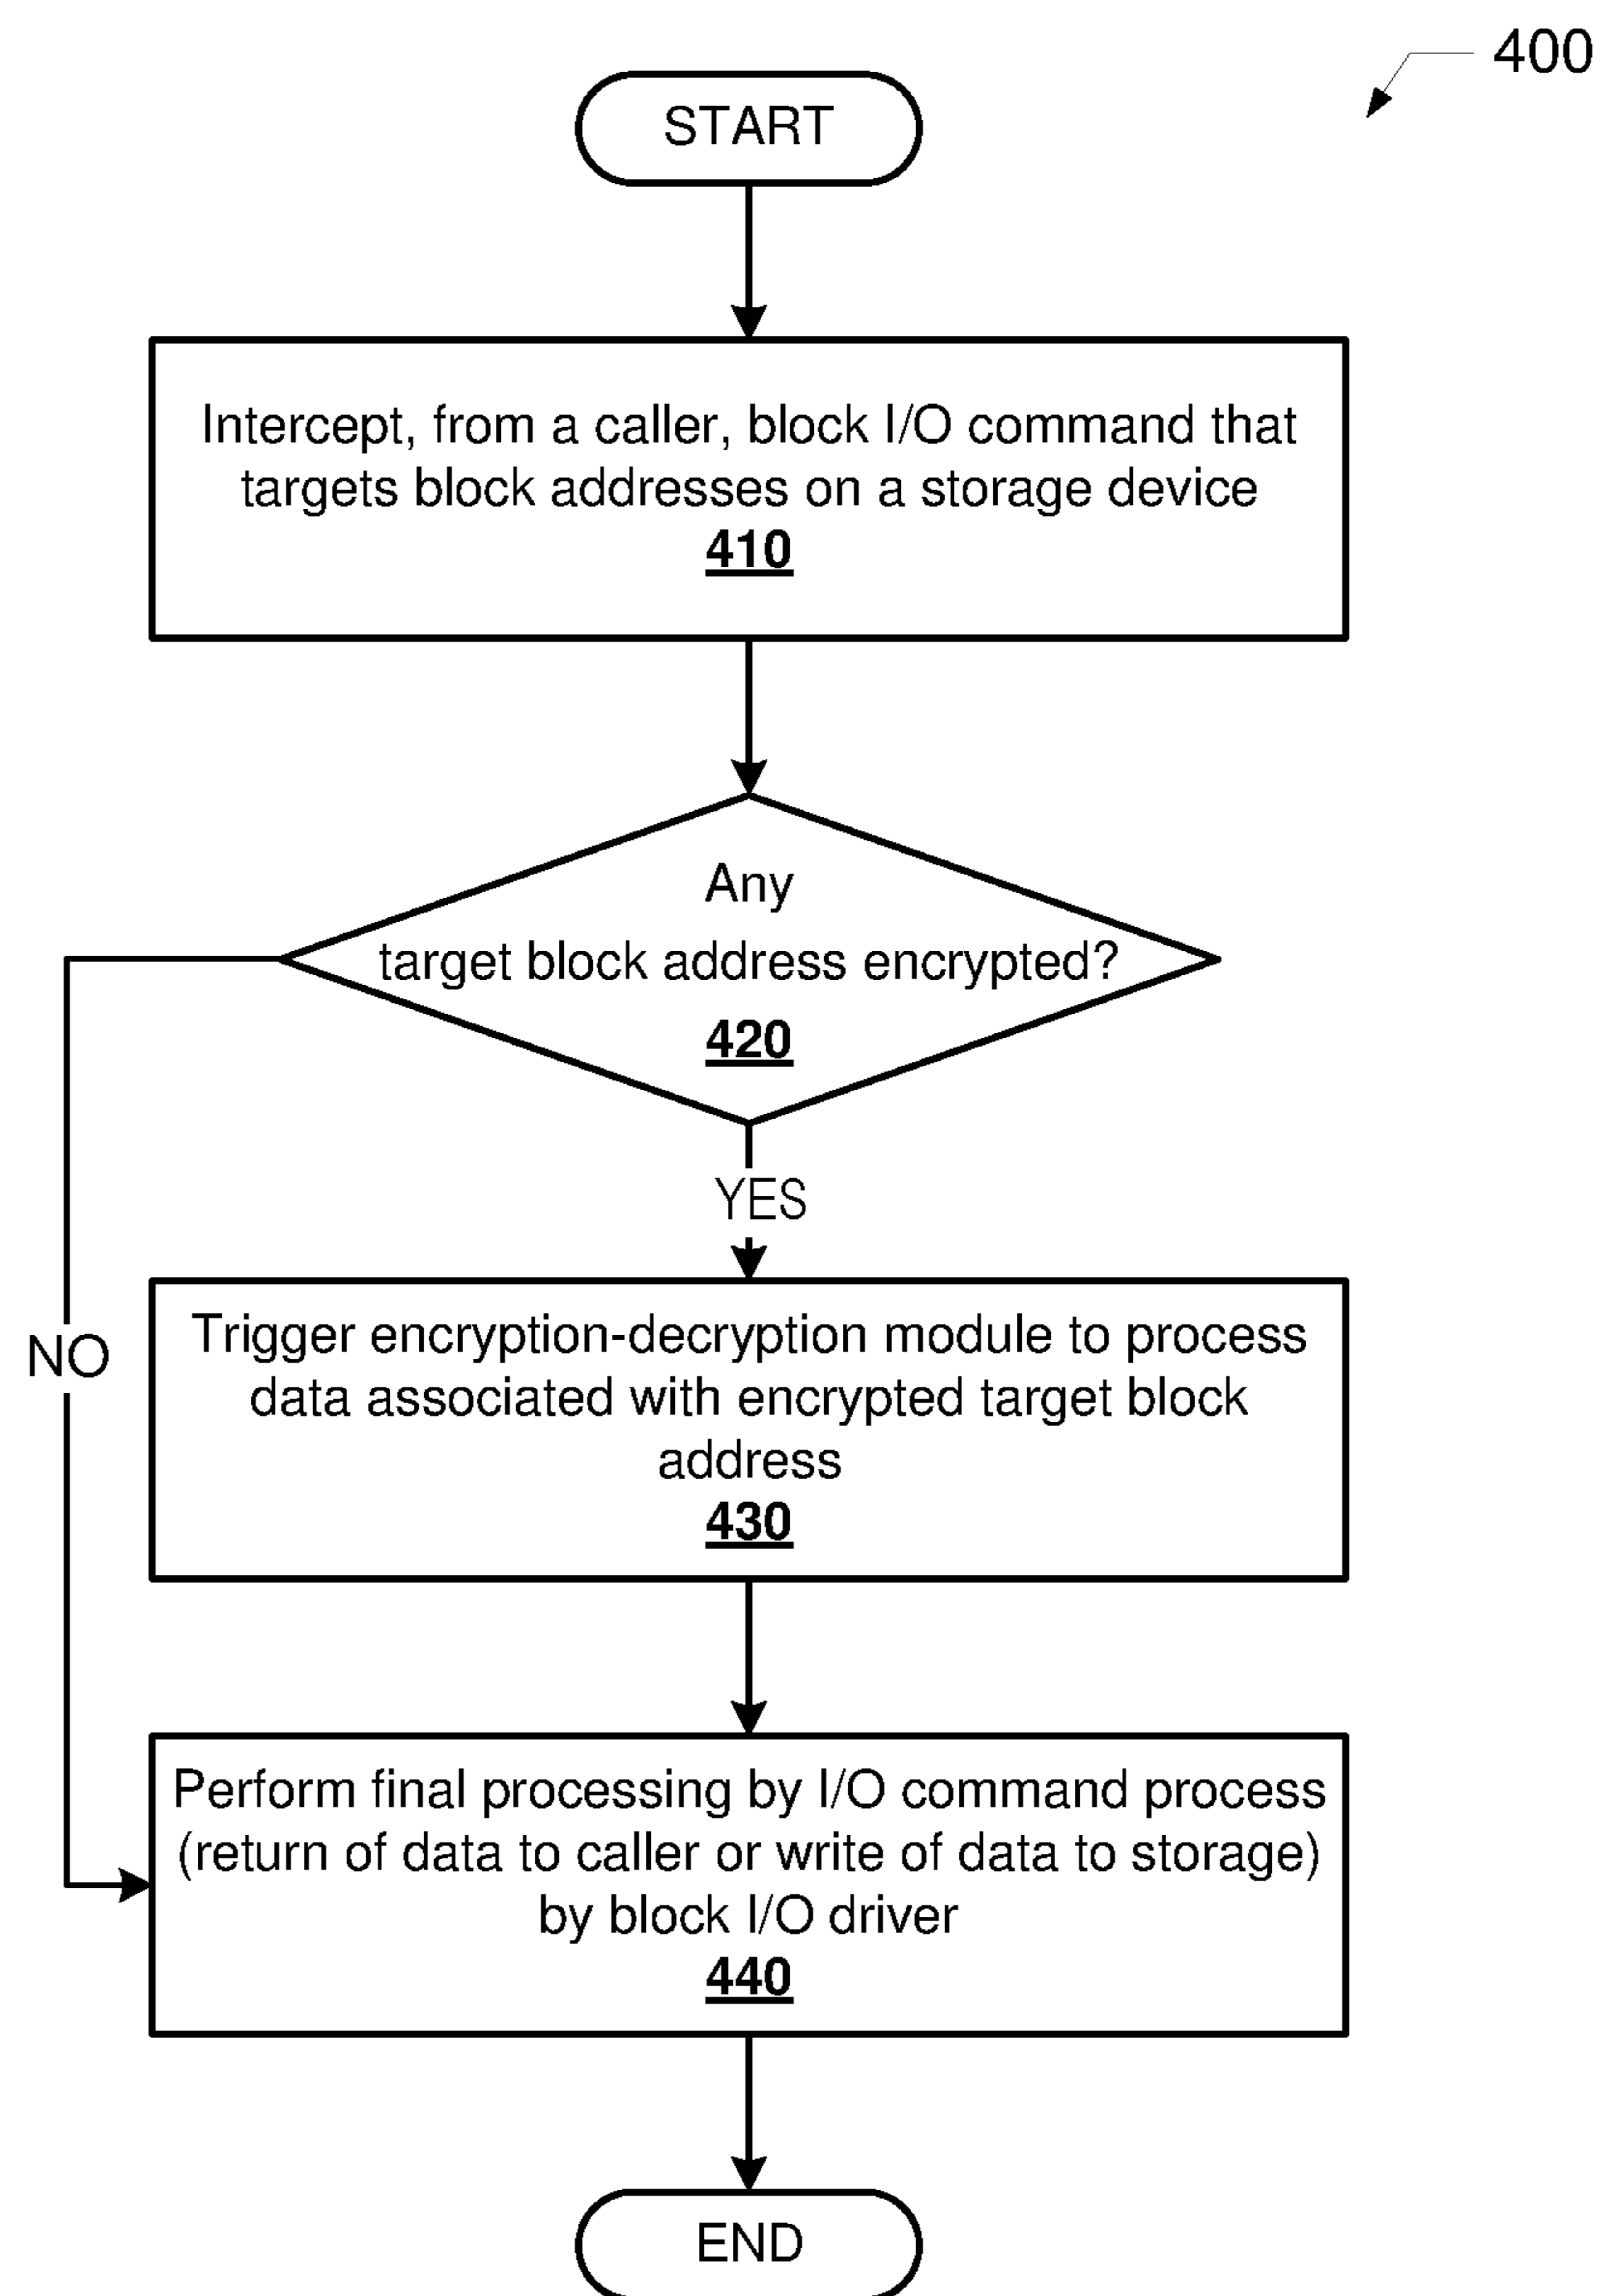 400
START
Intercept, from a caller, block I/O command that
targets block addresses on a storage device
410
Any
target block address encrypted?
420
YES
NO
Trigger encryption-decryption module to process
data associated with encrypted target block
address
430
Perform final processing by I/O command process
(return of data to caller or write of data to storage)
by block I/O driver
440
END